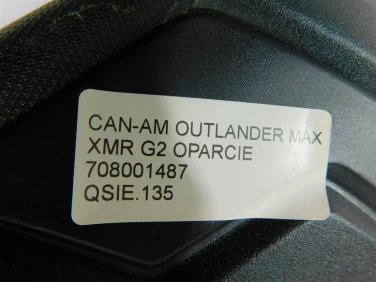 CAN-AM OUTLANDER MAX
XMR G2 OPARCIE
708001487
QSIE.135